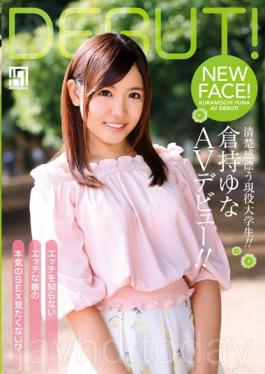 DEBUT!
NEW
FACE!
KURAMOCHI YUNA
AV DEBUT!
清楚感漂う現役大学生!!
倉持ゆな
AVデビュー!!
エッチを知らない
エッチな娘の
本気のSEX見たくない?
javhd.today